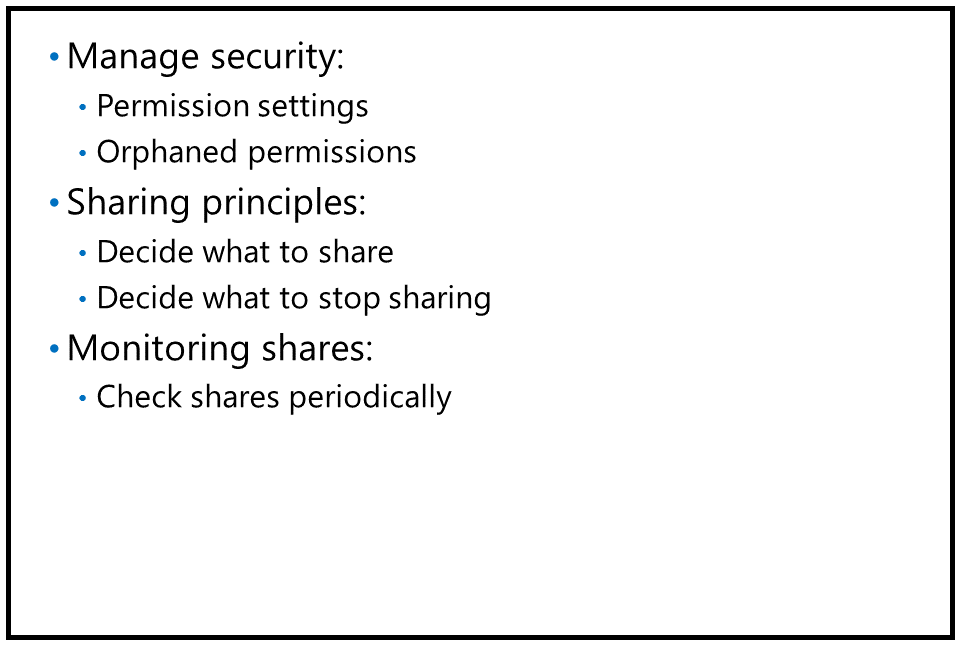 • Manage security:
• Permission settings
• Orphaned permissions
• Sharing principles:
• Decide what to share
• Decide what to stop sharing
• Monitoring shares:
• Check shares periodically